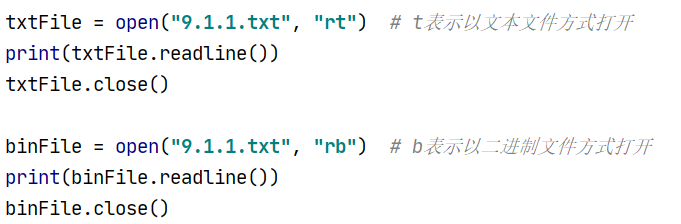 txtFile = open("9.1.1.txt", "rt")  # t表示以文本文件方式打开
print(txtFile.readline())
txtFile.close()
binFile = open("9.1.1.txt", "rb")  # b表示以二进制文件方式打开
print(binFile.readline())
binFile.close()